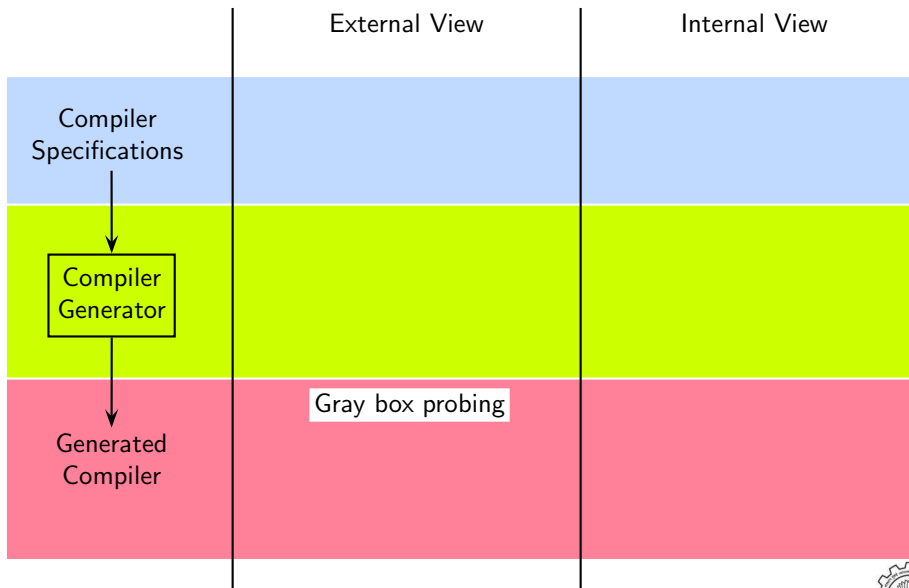 External View
Internal View
Compiler
Specifications
Compiler
Generator
Gray box probing
Generated
Compiler